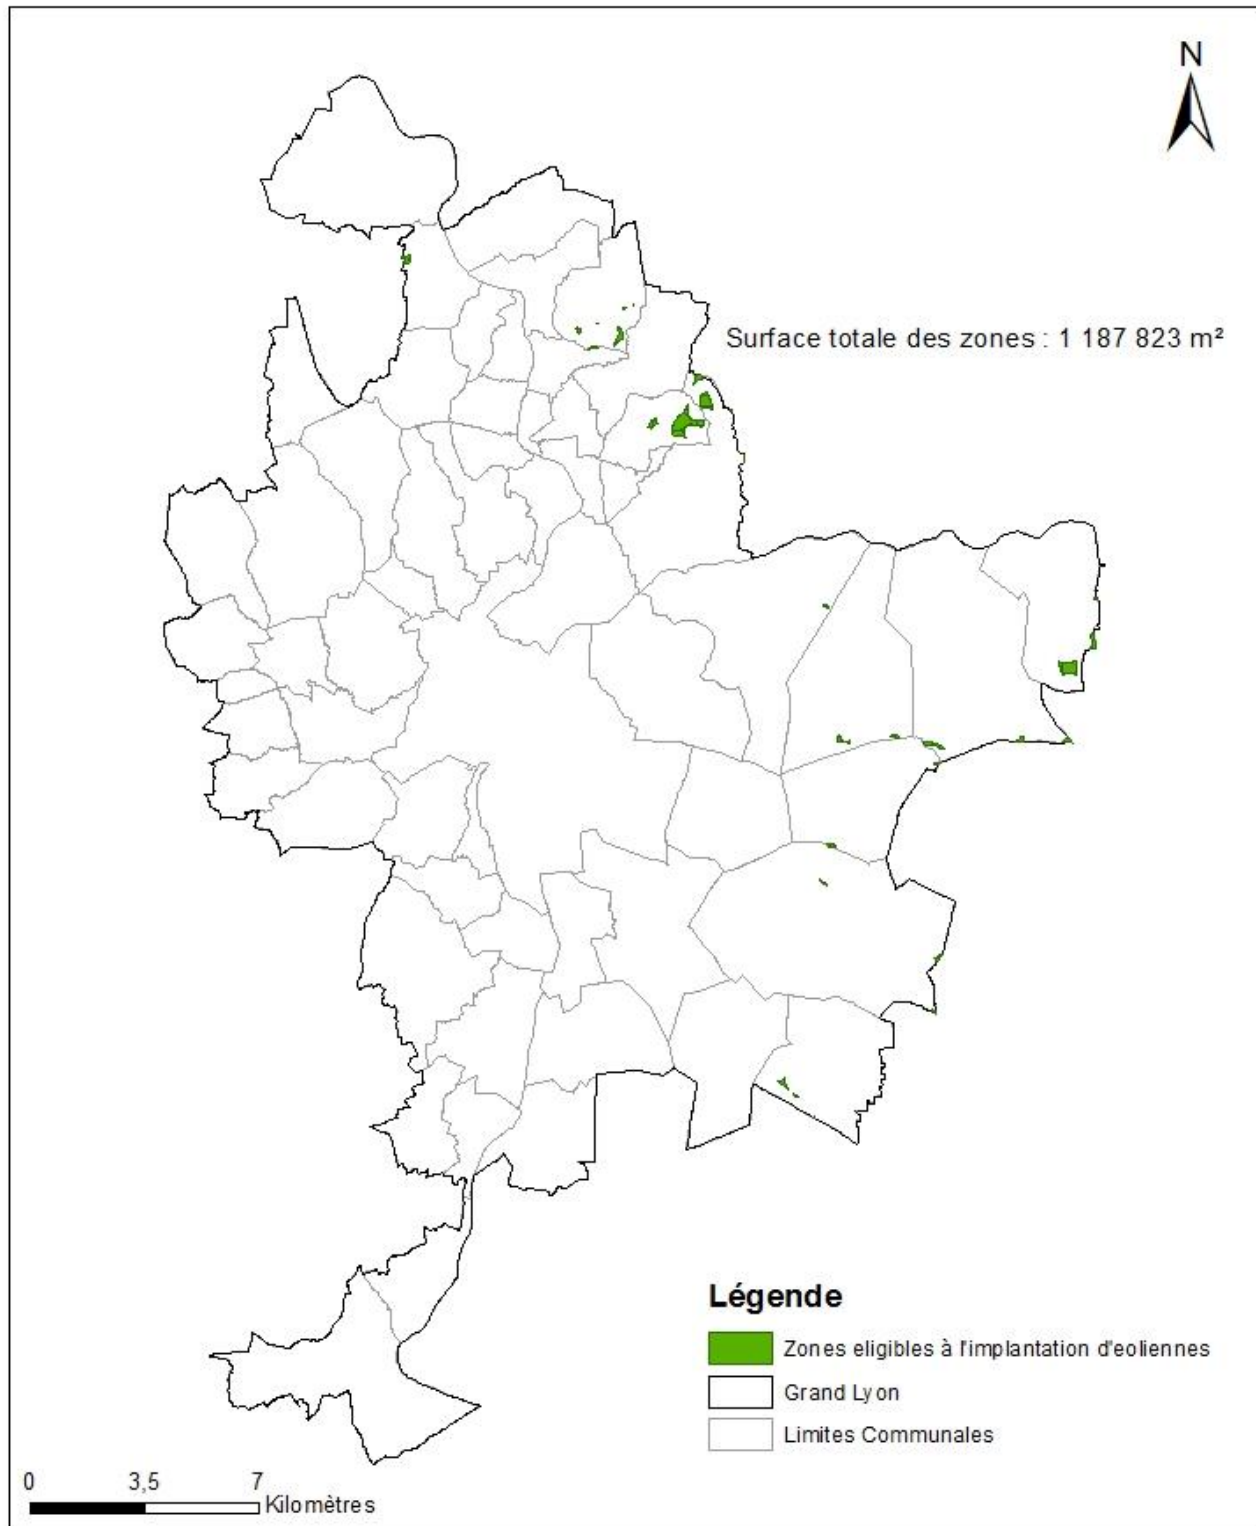 N
Surface totale des zones : 1 187 823 m²
Légende
Zones eligibles à l'implantation d'eoliennes
Grand Lyon
Limites Communales
0 3,5 7
Kilomètres